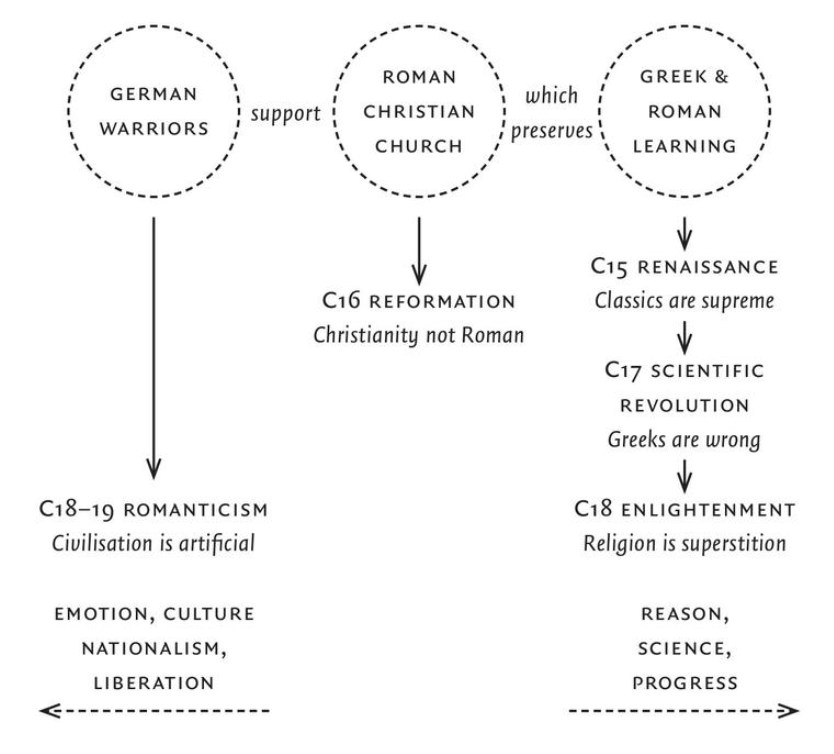 GERMAN
WARRIORS
support
ROMAN
CHRISTIAN
CHURCH
which
preserves
GREEK &
ROMAN
LEARNING
C15 RENAISSANCE
Classics are supreme
C16 REFORMATION
Christianity not Roman
C17 SCIENTIFIC
REVOLUTION
Greeks are wrong
C18–19 ROMANTICISM
Civilisation is artificial
C18 ENLIGHTENMENT
Religion is superstition
EMOTION, CULTURE
NATIONALISM,
LIBERATION
REASON,
SCIENCE,
PROGRESS